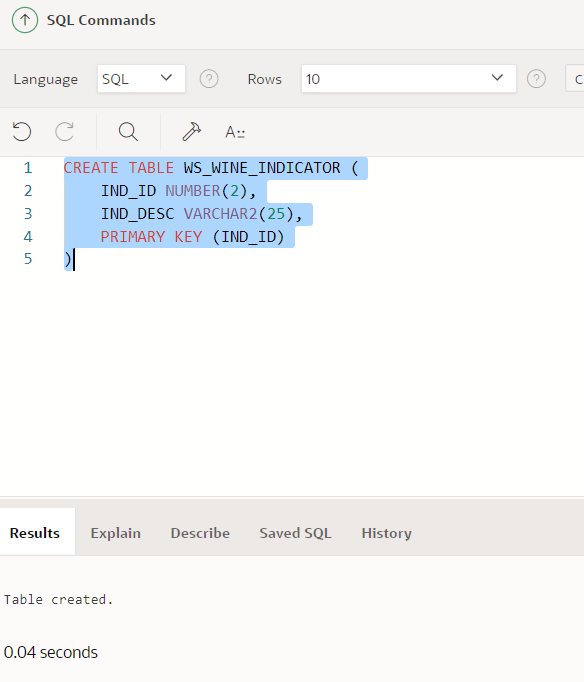 SQL Commands
Language SQL ? Rows 10 ? C
A::
1 CREATE TABLE WS_WINE_INDICATOR (
2 IND_ID NUMBER(2),
3 IND_DESC VARCHAR2(25),
4 PRIMARY KEY (IND_ID)
5 )
Results Explain Describe Saved SQL History
Table created.
0.04 seconds